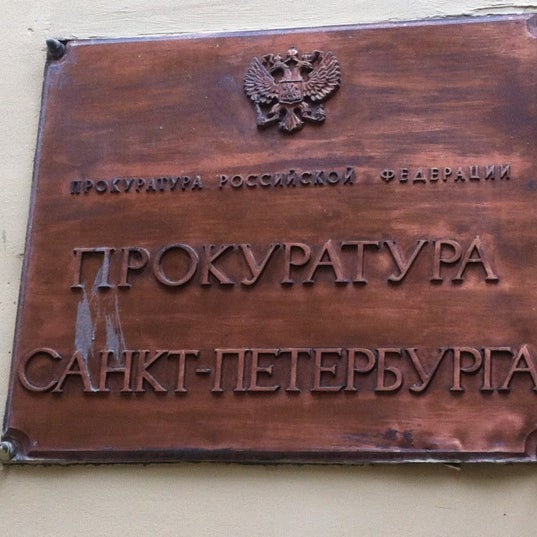 ПРОКУРАТУРА РОССИЙСКОЙ ФЕДЕРАЦИИ
ПРОКУРАТУРА
САНКТ-ПЕТЕРБУРГА